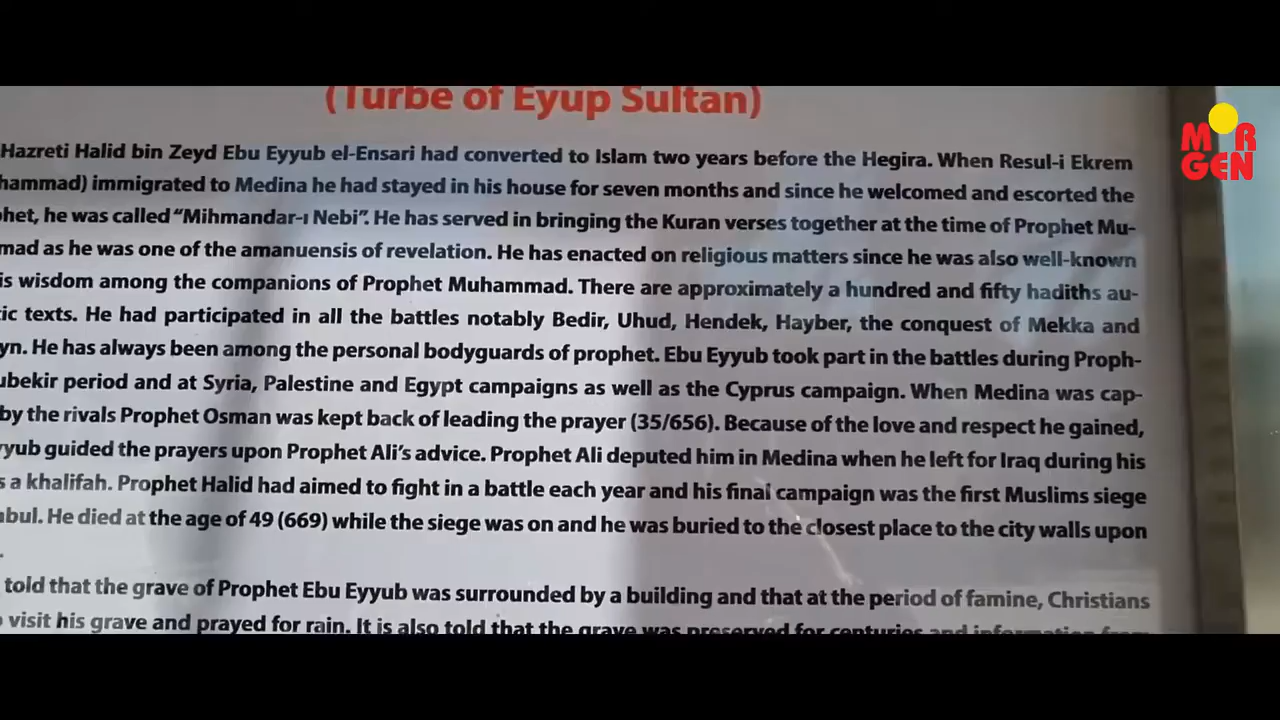 (Turbe of Eyup Sultan)
Hazreti Halid bin Zeyd Ebu Eyyub el-Ensari had converted to Islam two years before the Hegira. When Resul-i Ekrem
hammad) immigrated to Medina he had stayed in his house for seven months and since he welcomed and escorted the
het, he was called “Mihmandar-ı Nebi”. He has served in bringing the Kuran verses together at the time of Prophet Mu-
mad as he was one of the amanuensis of revelation. He has enacted on religious matters since he was also well-known
is wisdom among the companions of Prophet Muhammad. There are approximately a hundred and fifty hadiths au-
ic texts. He had participated in all the battles notably Bedir, Uhud, Hendek, Hayber, the conquest of Mekka and
yn. He has always been among the personal bodyguards of prophet. Ebu Eyyub took part in the battles during Proph-
ubekir period and at Syria, Palestine and Egypt campaigns as well as the Cyprus campaign. When Medina was cap-
by the rivals Prophet Osman was kept back of leading the prayer (35/656). Because of the love and respect he gained,
yyub guided the prayers upon Prophet Ali’s advice. Prophet Ali deputed him in Medina when he left for Iraq during his
s a khalifah. Prophet Halid had aimed to fight in a battle each year and his final campaign was the first Muslims siege
nbul. He died at the age of 49 (669) while the siege was on and he was buried to the closest place to the city walls upon
.
told that the grave of Prophet Ebu Eyyub was surrounded by a building and that at the period of famine, Christians
visit his grave and prayed for rain. It is also told that the grave was preserved for centuries and information from
MORGEN